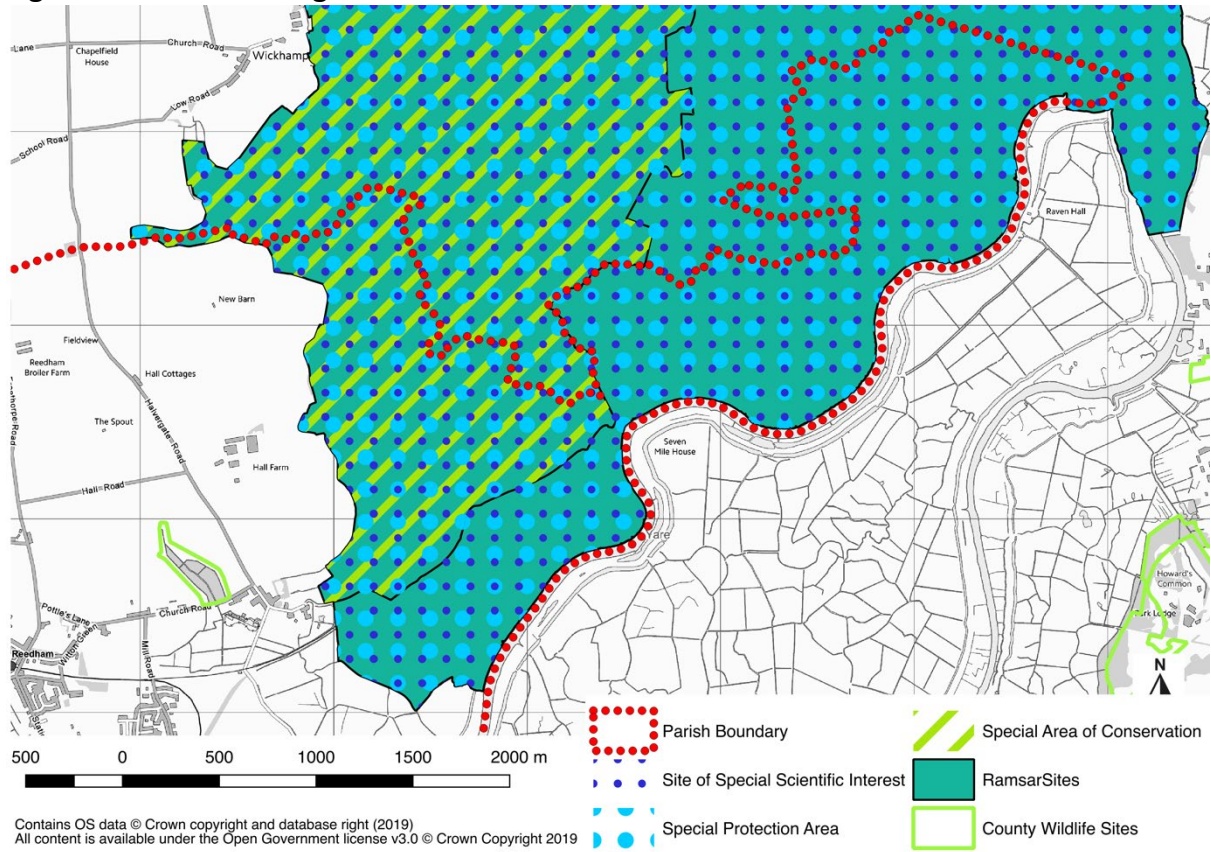 Lane
Church Road
Chapelfield
House
Wickhamp
Low Road
School Road
Raven Hall
New Barn
Fieldview
Reedham
Broiler Farm
Hall Cottages
The Spout
Halvergate Road
Hall Farm
Seven
Mile House
Hall Road
Yare
Howard's
Common
Park Lodge
Pottle's Lane
Church Road
Witton Green
Mill Road
Reedham
N
500 0 500 1000 1500 2000 m
Parish Boundary
Site of Special Scientific Interest
Special Protection Area
Special Area of Conservation
RamsarSites
County Wildlife Sites
Contains OS data © Crown copyright and database right (2019)
All content is available under the Open Government license v3.0 © Crown Copyright 2019